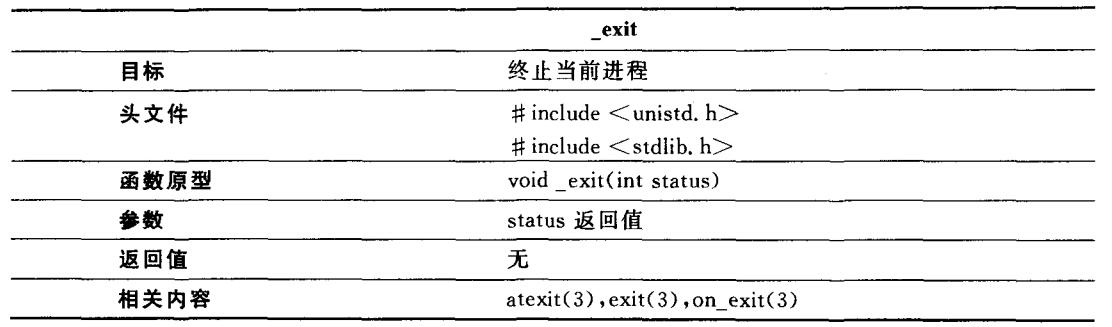 _exit
目标 终止当前进程
头文件 #include <unistd.h>
#include <stdlib.h>
函数原型 void _exit(int status)
参数 status 返回值
返回值 无
相关内容 atexit(3),exit(3),on_exit(3)